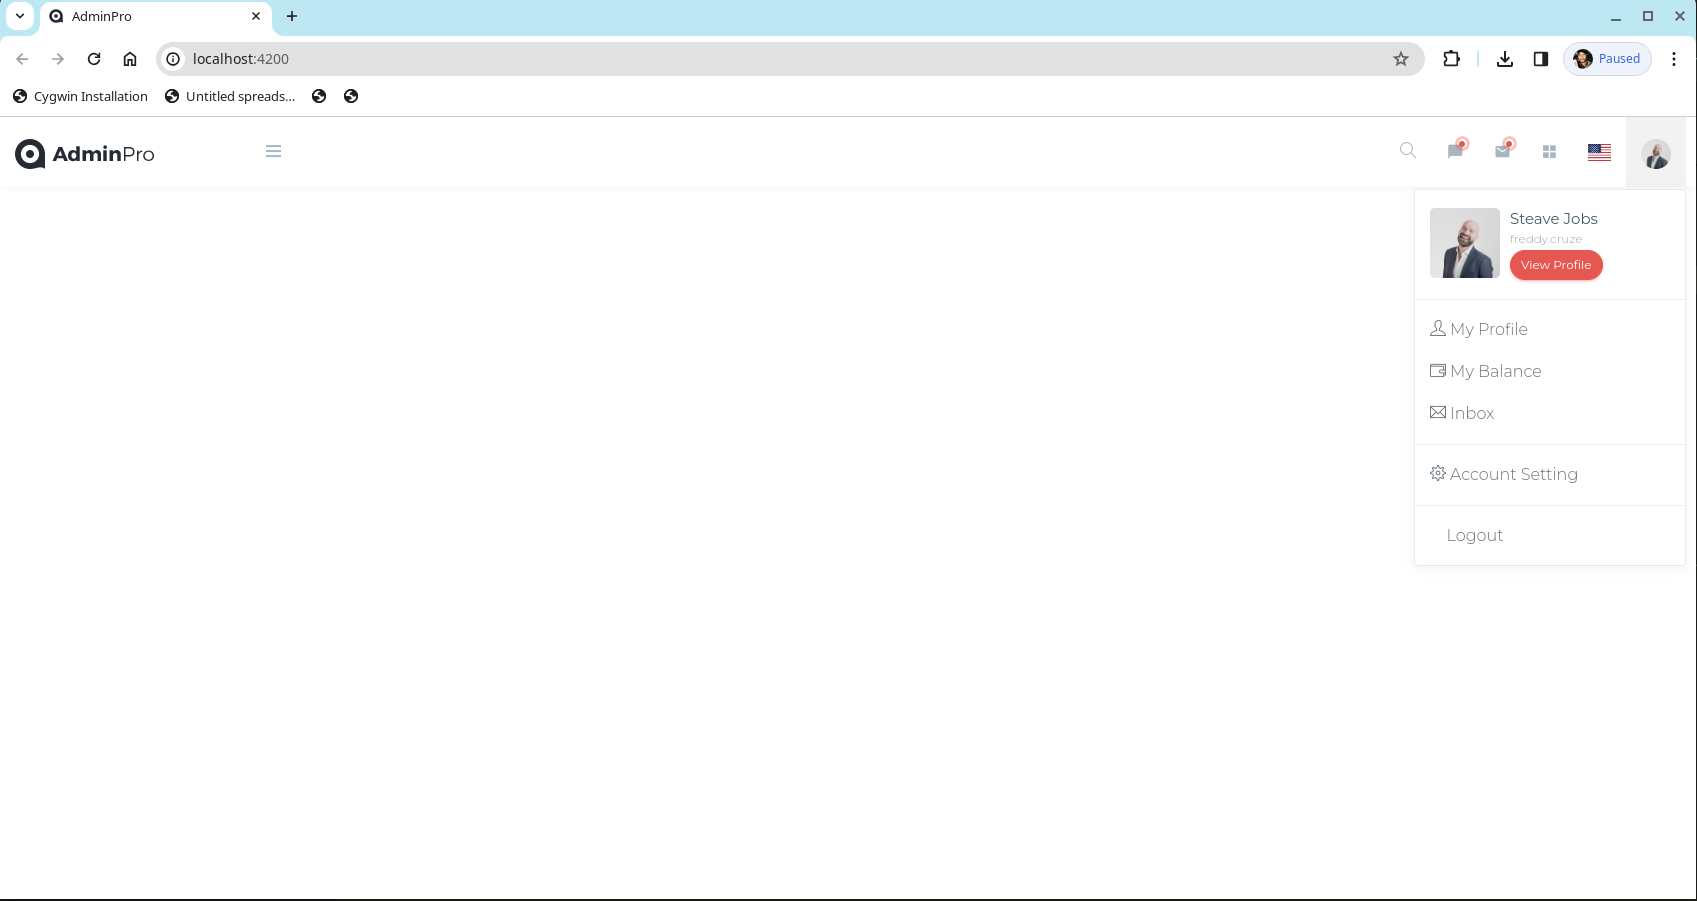 AdminPro
localhost:4200
Paused
Cygwin Installation
Untitled spreads...
AdminPro
Steave Jobs
freddy.cruze
View Profile
My Profile
My Balance
Inbox
Account Setting
Logout